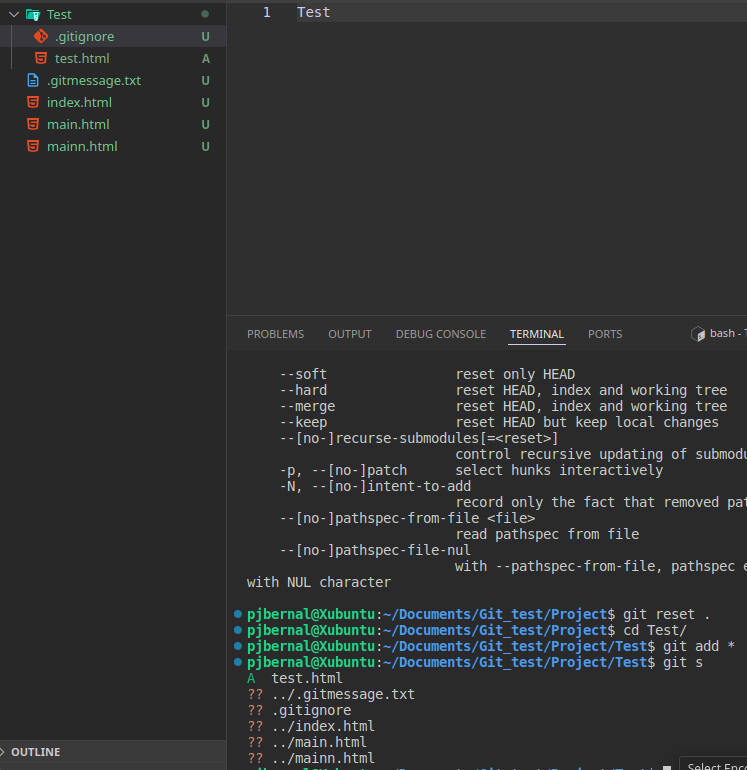 Test
.gitignore U
test.html A
.gitmessage.txt U
index.html U
main.html U
mainn.html U
OUTLINE
1 Test
PROBLEMS OUTPUT DEBUG CONSOLE TERMINAL PORTS bash -
--soft reset only HEAD
--hard reset HEAD, index and working tree
--merge reset HEAD, index and working tree
--keep reset HEAD but keep local changes
--[no-]recurse-submodules[=<reset>]
control recursive updating of submodu
-p, --[no-]patch select hunks interactively
-N, --[no-]intent-to-add
record only the fact that removed pat
--[no-]pathspec-from-file <file>
read pathspec from file
--[no-]pathspec-file-nul
with --pathspec-from-file, pathspec e
with NUL character
pjbernal@Xubuntu:~/Documents/Git_test/Project$ git reset .
pjbernal@Xubuntu:~/Documents/Git_test/Project$ cd Test/
pjbernal@Xubuntu:~/Documents/Git_test/Project/Test$ git add *
pjbernal@Xubuntu:~/Documents/Git_test/Project/Test$ git s
A test.html
?? ../.gitmessage.txt
?? .gitignore
?? ../index.html
?? ../main.html
?? ../mainn.html
Select Enco